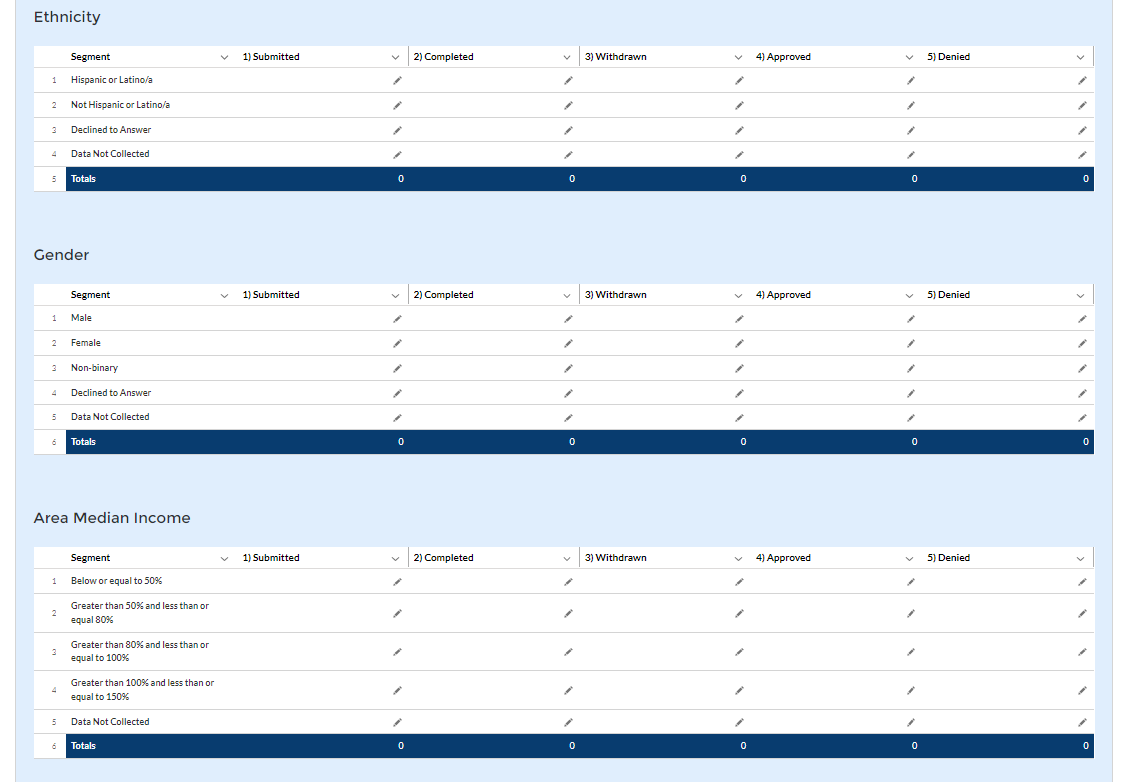 Ethnicity
Segment 1) Submitted 2) Completed 3) Withdrawn 4) Approved 5) Denied
1 Hispanic or Latino/a
2 Not Hispanic or Latino/a
3 Declined to Answer
4 Data Not Collected
5 Totals 0 0 0 0 0
Gender
Segment 1) Submitted 2) Completed 3) Withdrawn 4) Approved 5) Denied
1 Male
2 Female
3 Non-binary
4 Declined to Answer
5 Data Not Collected
6 Totals 0 0 0 0 0
Area Median Income
Segment 1) Submitted 2) Completed 3) Withdrawn 4) Approved 5) Denied
1 Below or equal to 50%
2 Greater than 50% and less than or
equal 80%
3 Greater than 80% and less than or
equal to 100%
4 Greater than 100% and less than or
equal to 150%
5 Data Not Collected
6 Totals 0 0 0 0 0